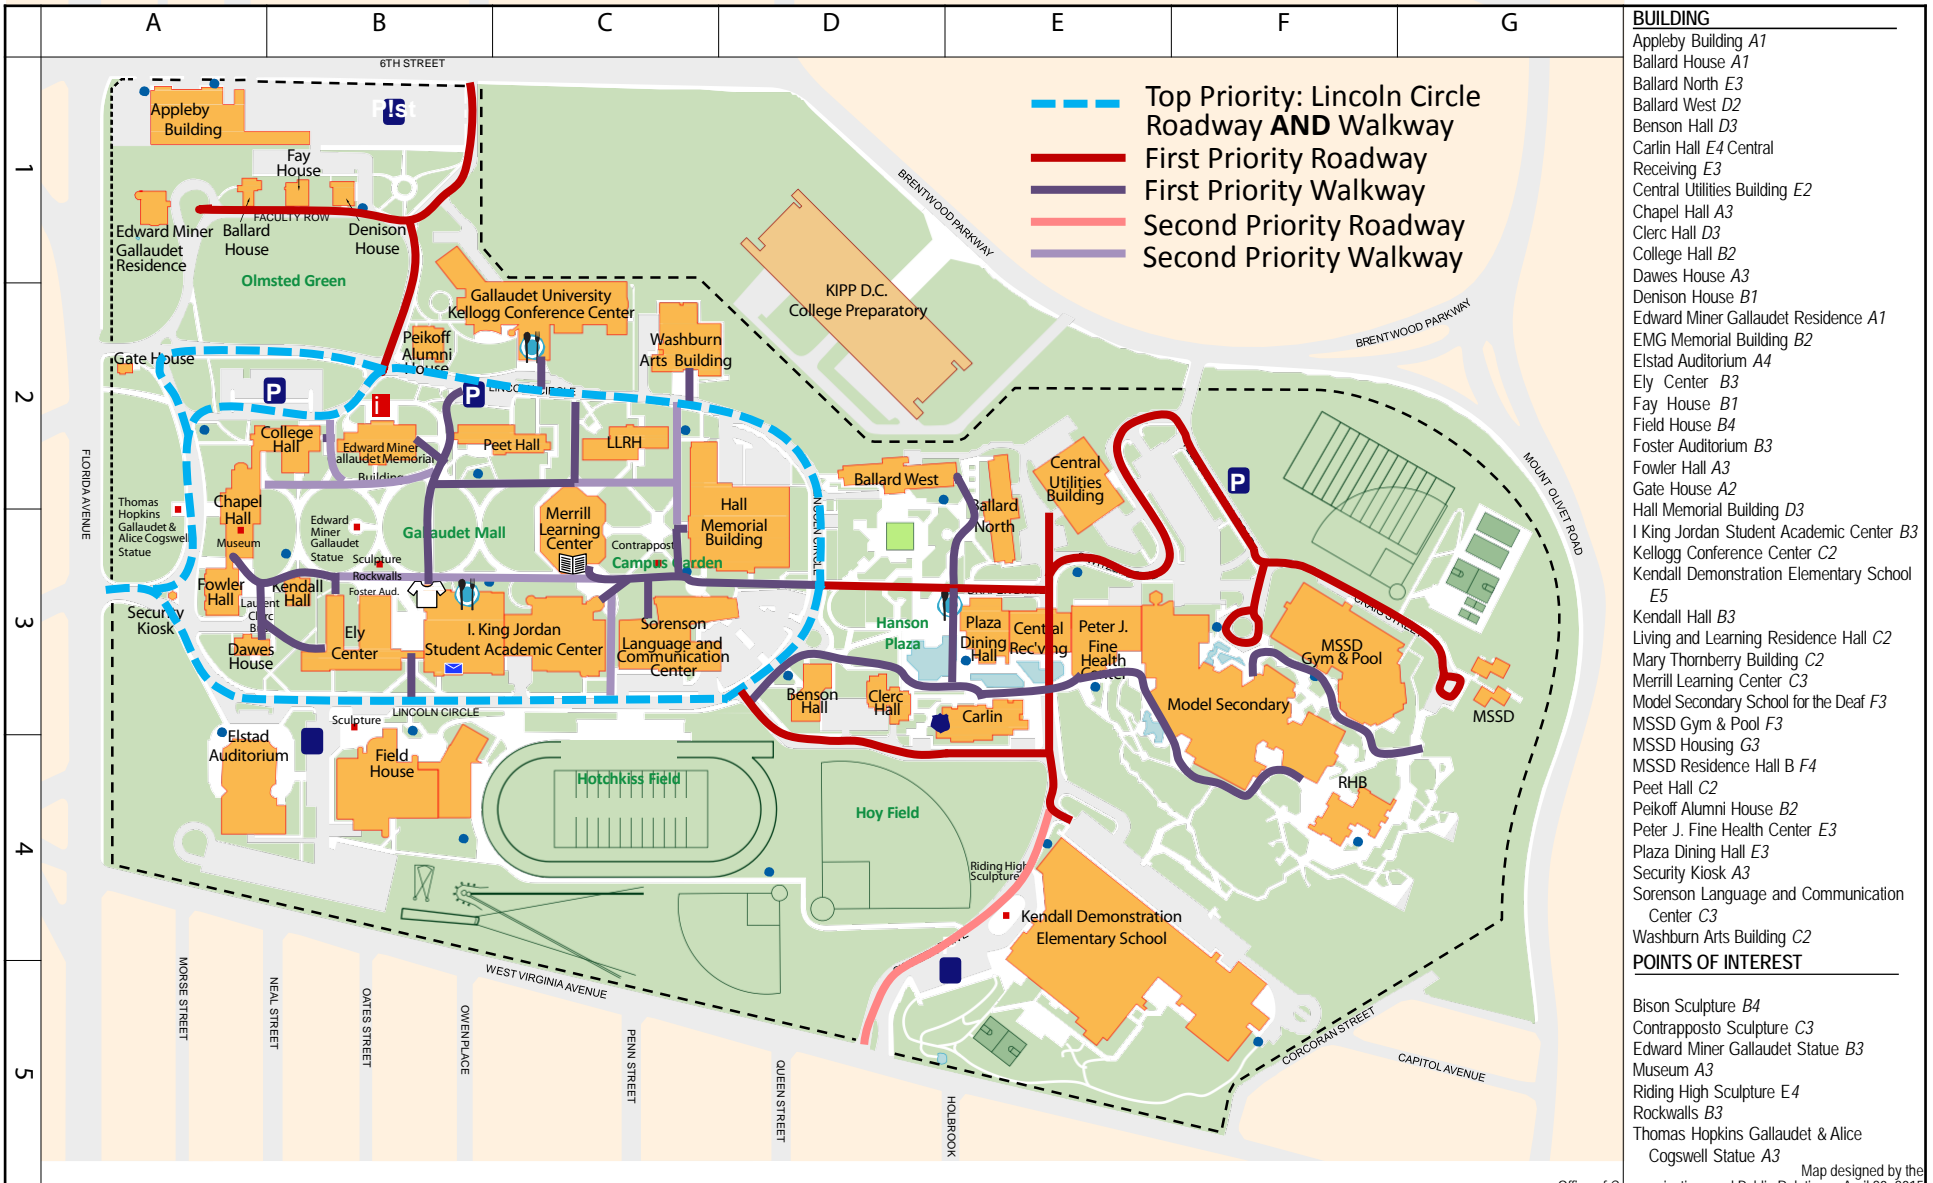 A B C D E F G
1
2
3
4
5
6TH STREET
BRENTWOOD PARKWAY
BRENTWOOD PARKWAY
MOUNT OLIVET ROAD
FLORIDA AVENUE
Top Priority: Lincoln Circle
Roadway AND Walkway
First Priority Roadway
First Priority Walkway
Second Priority Roadway
Second Priority Walkway
Appleby
Building
P!st
Fay
House
FACULTY ROW
Edward Miner
Gallaudet
Residence
Ballard
House
Denison
House
Olmsted Green
Gallaudet University
Kellogg Conference Center
KIPP D.C.
College Preparatory
Peikoff
Alumni
House
Washburn
Arts Building
Gate House
P
P
P
i
LINCOLN CIRCLE
College
Hall
Edward Miner
allaudet Memorial
Building
Peet Hall
LLRH
Ballard West
Ballard
North
Central
Utilities
Building
Thomas
Hopkins
Gallaudet &
Alice Cogswell
Statue
Chapel
Hall
Museum
Edward
Miner
Gallaudet
Statue
Sculpture
Rockwalls
Foster Aud.
Gallaudet Mall
Merrill
Learning
Center
Contrapposto
Campus Garden
Hall
Memorial
Building
Fowler
Hall
Kendall
Hall
Security
Kiosk
Dawes
House
Ely
Center
I. King Jordan
Student Academic Center
Sorenson
Language and
Communication
Center
Hanson
Plaza
Plaza
Dining
Hall
Central
Rec'ving
Peter J.
Fine
Health
Center
MSSD
Gym & Pool
CRAIG STREET
Benson
Hall
Clerc
Hall
Carlin
Model Secondary
MSSD
LINCOLN CIRCLE
Sculpture
Elstad
Auditorium
Field
House
Hotchkiss Field
Hoy Field
RHB
Riding High
Sculpture
Kendall Demonstration
Elementary School
WEST VIRGINIA AVENUE
MORSE STREET
NEAL STREET
OATES STREET
OWEN PLACE
PENN STREET
QUEEN STREET
HOLBROOK
CORCORAN STREET
CAPITOL AVENUE
BUILDING
Appleby Building A1
Ballard House A1
Ballard North E3
Ballard West D2
Benson Hall D3
Carlin Hall E4 Central
Receiving E3
Central Utilities Building E2
Chapel Hall A3
Clerc Hall D3
College Hall B2
Dawes House A3
Denison House B1
Edward Miner Gallaudet Residence A1
EMG Memorial Building B2
Elstad Auditorium A4
Ely Center B3
Fay House B1
Field House B4
Foster Auditorium B3
Fowler Hall A3
Gate House A2
Hall Memorial Building D3
I King Jordan Student Academic Center B3
Kellogg Conference Center C2
Kendall Demonstration Elementary School
E5
Kendall Hall B3
Living and Learning Residence Hall C2
Mary Thornberry Building C2
Merrill Learning Center C3
Model Secondary School for the Deaf F3
MSSD Gym & Pool F3
MSSD Housing G3
MSSD Residence Hall B F4
Peet Hall C2
Peikoff Alumni House B2
Peter J. Fine Health Center E3
Plaza Dining Hall E3
Security Kiosk A3
Sorenson Language and Communication
Center C3
Washburn Arts Building C2
POINTS OF INTEREST
Bison Sculpture B4
Contrapposto Sculpture C3
Edward Miner Gallaudet Statue B3
Museum A3
Riding High Sculpture E4
Rockwalls B3
Thomas Hopkins Gallaudet & Alice
Cogswell Statue A3
Map designed by the